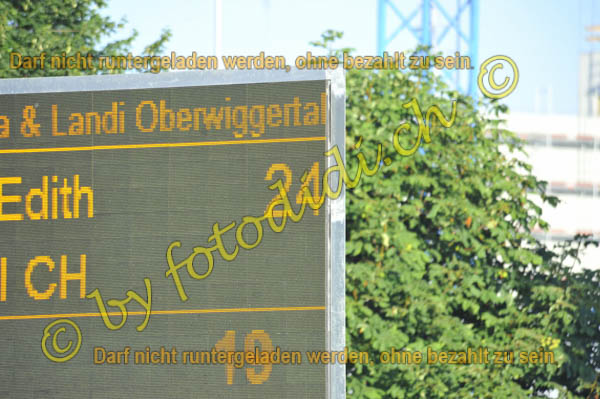 Darf nicht runtergeladen werden, ohne bezahlt zu sein.
a & Landi Oberwiggertal
Edith 24
CH
© by fotodidi.ch ©
19
Darf nicht runtergeladen werden, ohne bezahlt zu sein.